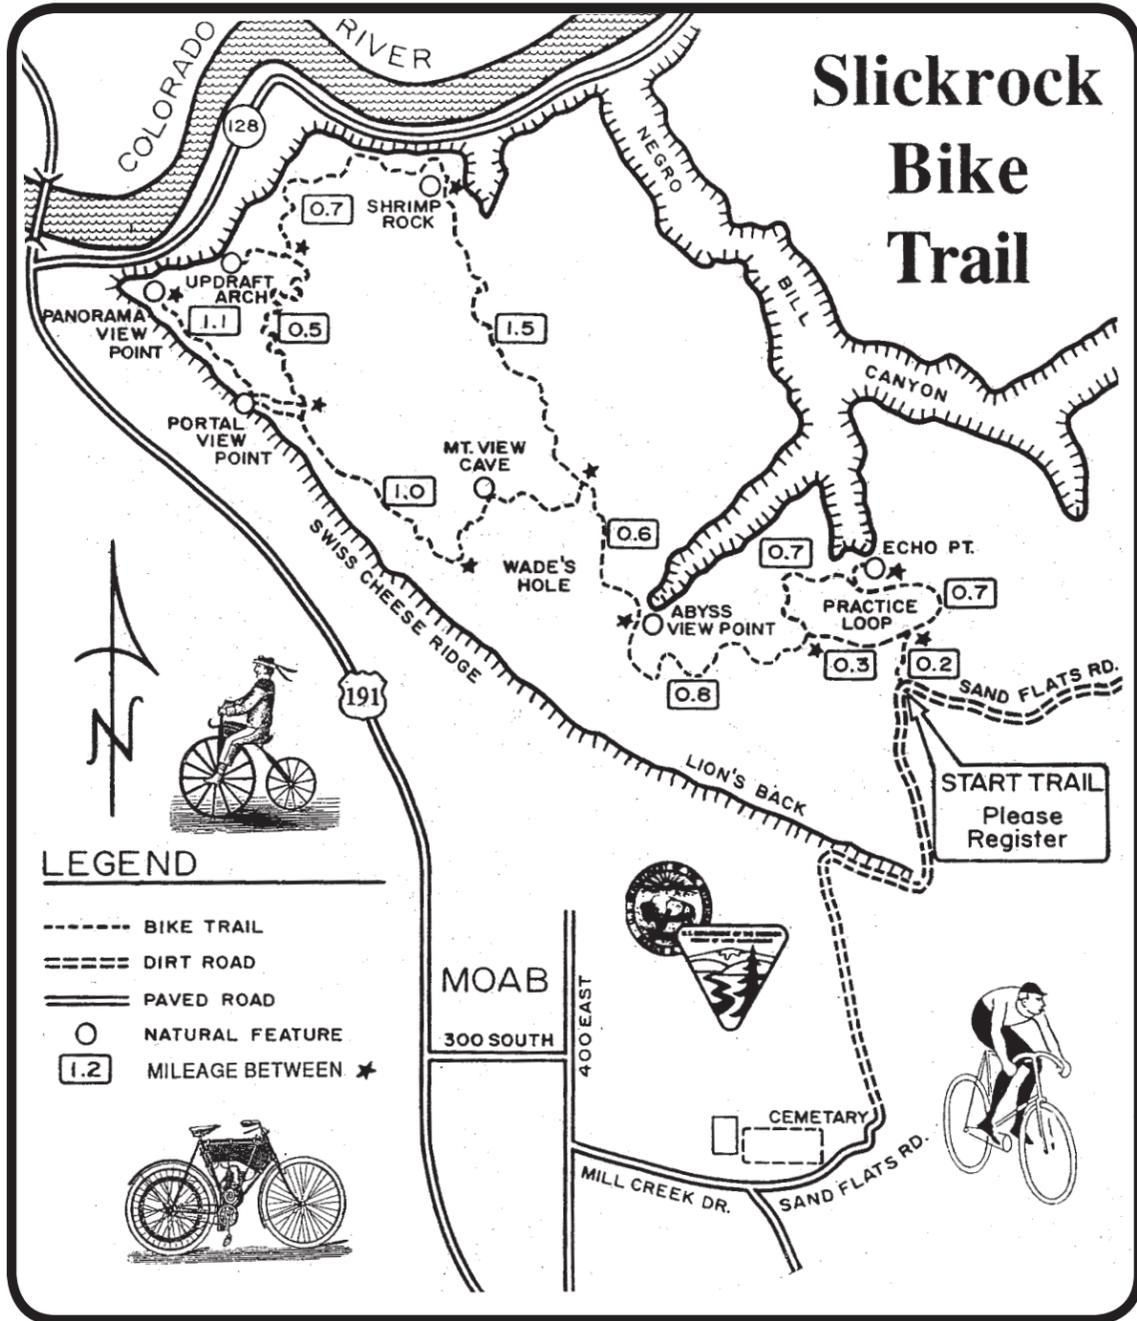 Slickrock
Bike
Trail
COLORADO
RIVER
128
NEGRO
BILL
CANYON
0.7
SHRIMP
ROCK
UPDRAFT
ARCH
PANORAMA
VIEW
POINT
1.1
0.5
1.5
PORTAL
VIEW
POINT
MT. VIEW
CAVE
1.0
0.6
WADE'S
HOLE
SWISS CHEESE RIDGE
0.7
ECHO PT.
0.7
PRACTICE
LOOP
ABYSS
VIEW POINT
0.3
0.2
0.8
SAND FLATS RD.
191
N
LION'S BACK
START TRAIL
Please
Register
LEGEND
BIKE TRAIL
DIRT ROAD
PAVED ROAD
NATURAL FEATURE
1.2 MILEAGE BETWEEN
MOAB
300 SOUTH
400 EAST
CEMETARY
MILL CREEK DR.
SAND FLATS RD.